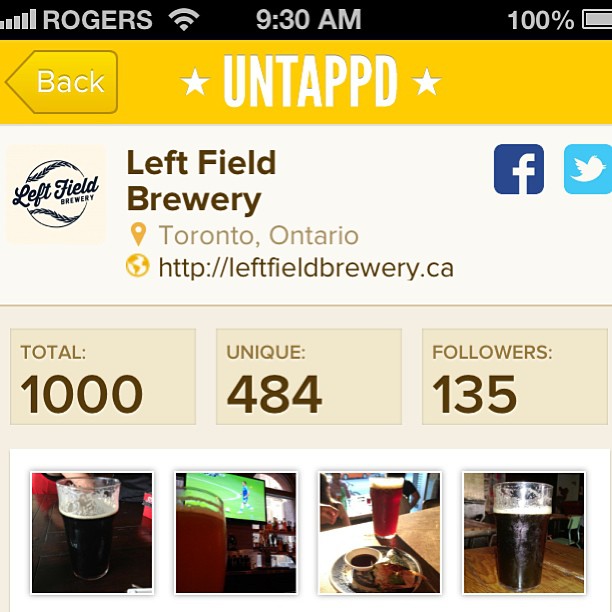 ROGERS 9:30 AM 100%
Back ★ UNTAPPD ★
Left Field
BREWERY
Left Field
Brewery
Toronto, Ontario
http://leftfieldbrewery.ca
TOTAL: UNIQUE: FOLLOWERS:
1000 484 135